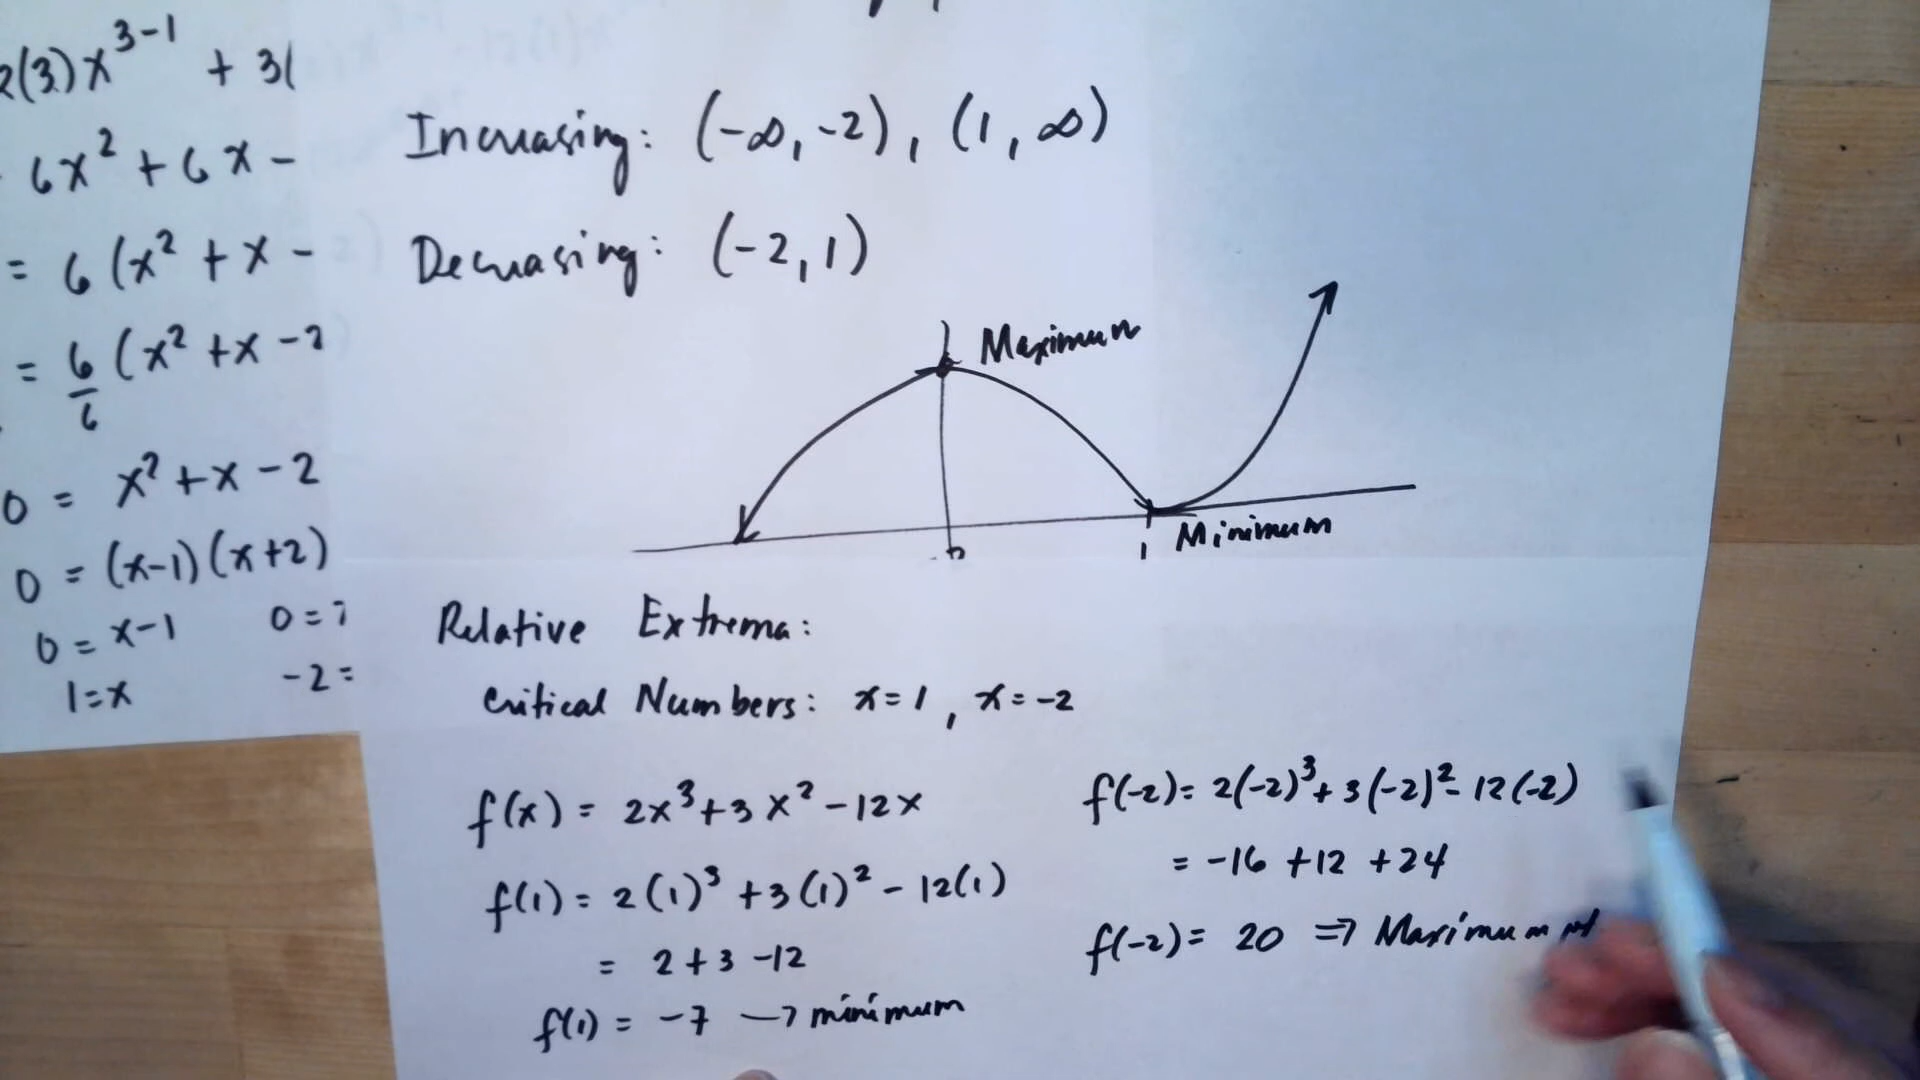 2(3)x^{3-1} + 3(
6x² + 6x -
= 6(x² + x -
= 6/6 (x² + x - 2
0 = x² + x - 2
0 = (x-1)(x+2)
0 = x-1 0 =
1 = x -2 =
Increasing: (-∞, -2), (1, ∞)
Decreasing: (-2, 1)
Maximum
1 Minimum
Relative Extrema:
Critical Numbers: x=1, x=-2
f(x) = 2x³ + 3x² - 12x
f(1) = 2(1)³ + 3(1)² - 12(1)
= 2 + 3 - 12
f(1) = -7 → minimum
f(-2) = 2(-2)³ + 3(-2)² - 12(-2)
= -16 + 12 + 24
f(-2) = 20 ⇒ Maximum